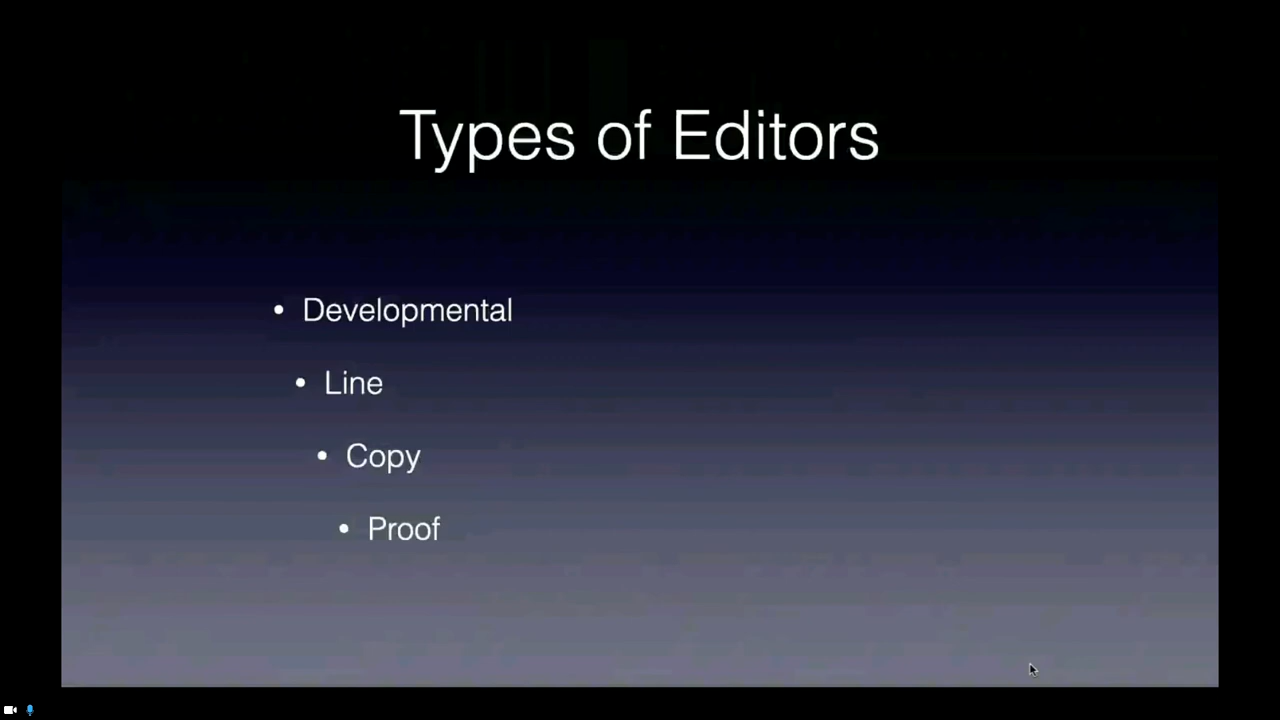 Types of Editors
• Developmental
• Line
• Copy
• Proof